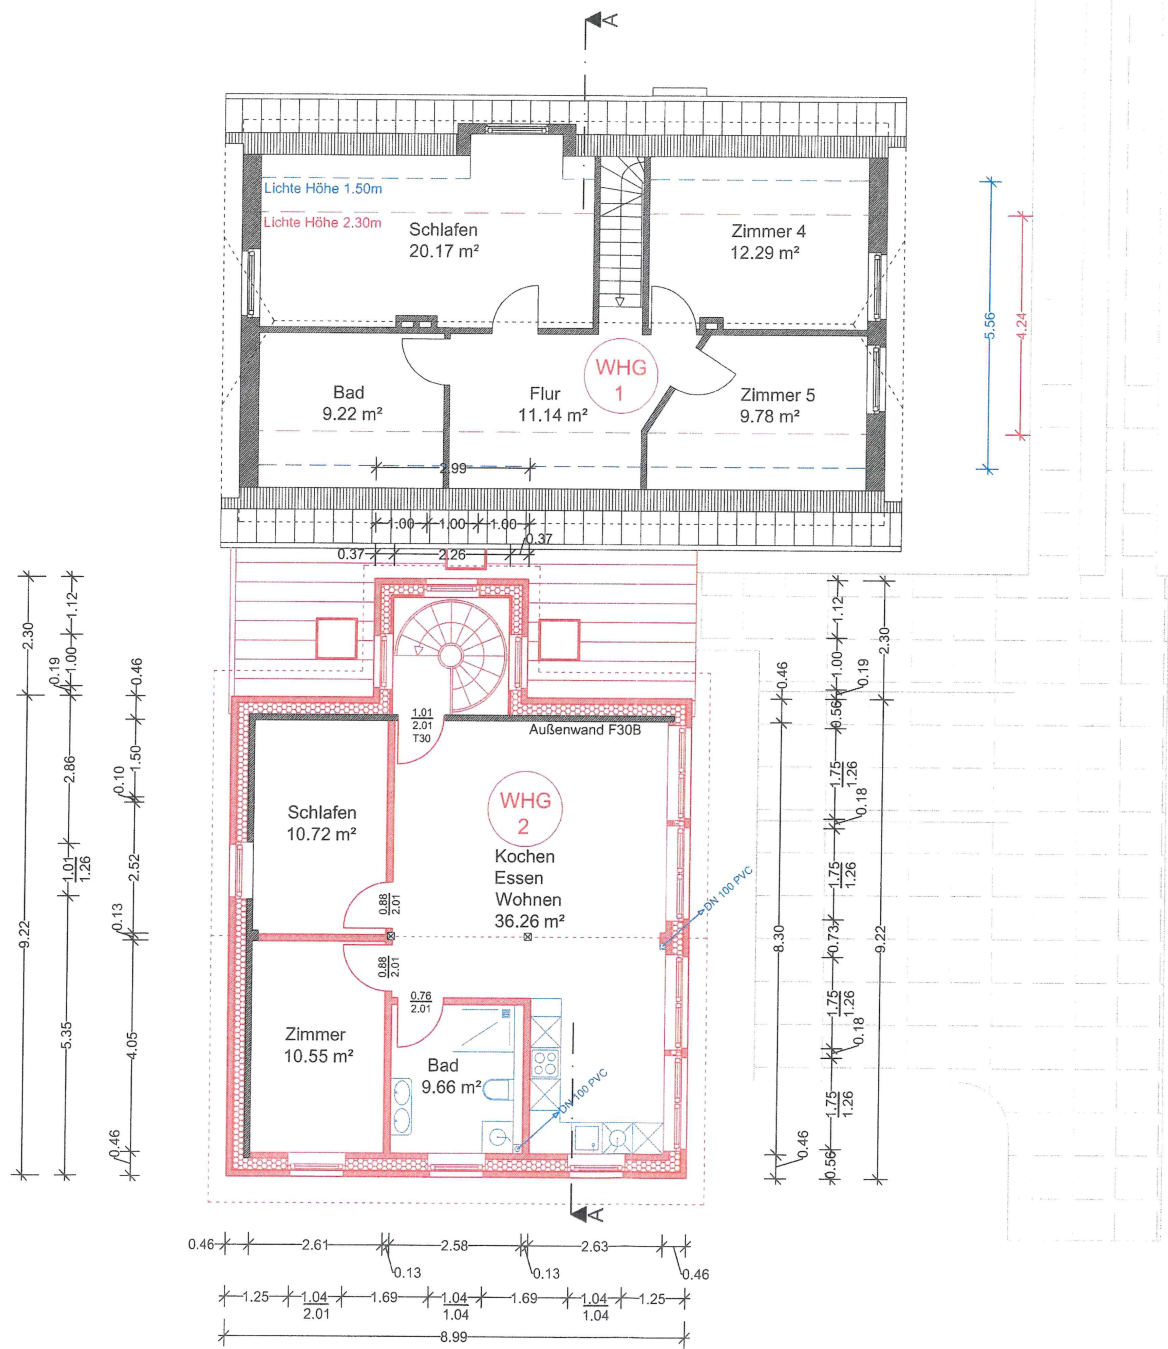 A
Lichte Höhe 1.50m
Lichte Höhe 2.30m
Schlafen
20.17 m²
Zimmer 4
12.29 m²
5.56
4.24
WHG
1
Bad
9.22 m²
Flur
11.14 m²
Zimmer 5
9.78 m²
2.99
1.00 1.00 1.00
0.37 2.26 0.37
2.30
1.12
1.00
0.19
0.46
2.86
1.50
0.10
1.01
1.26
2.52
0.13
9.22
5.35
4.05
0.46
1.12
2.30
1.00
0.19
0.46
0.56
1.75
1.26
0.18
1.75
1.26
8.30
0.73
9.22
1.75
1.26
0.18
1.75
1.26
0.46
0.56
1.01
2.01
T30
Außenwand F30B
WHG
2
Schlafen
10.72 m²
Kochen
Essen
Wohnen
36.26 m²
DN 100 PVC
0.88
2.01
0.88
2.01
0.76
2.01
Zimmer
10.55 m²
Bad
9.66 m²
DN 100 PVC
A
0.46 2.61 0.13 2.58 0.13 2.63 0.46
1.25 1.04 1.69 1.04 1.69 1.04 1.25
2.01 1.04 1.04
8.99